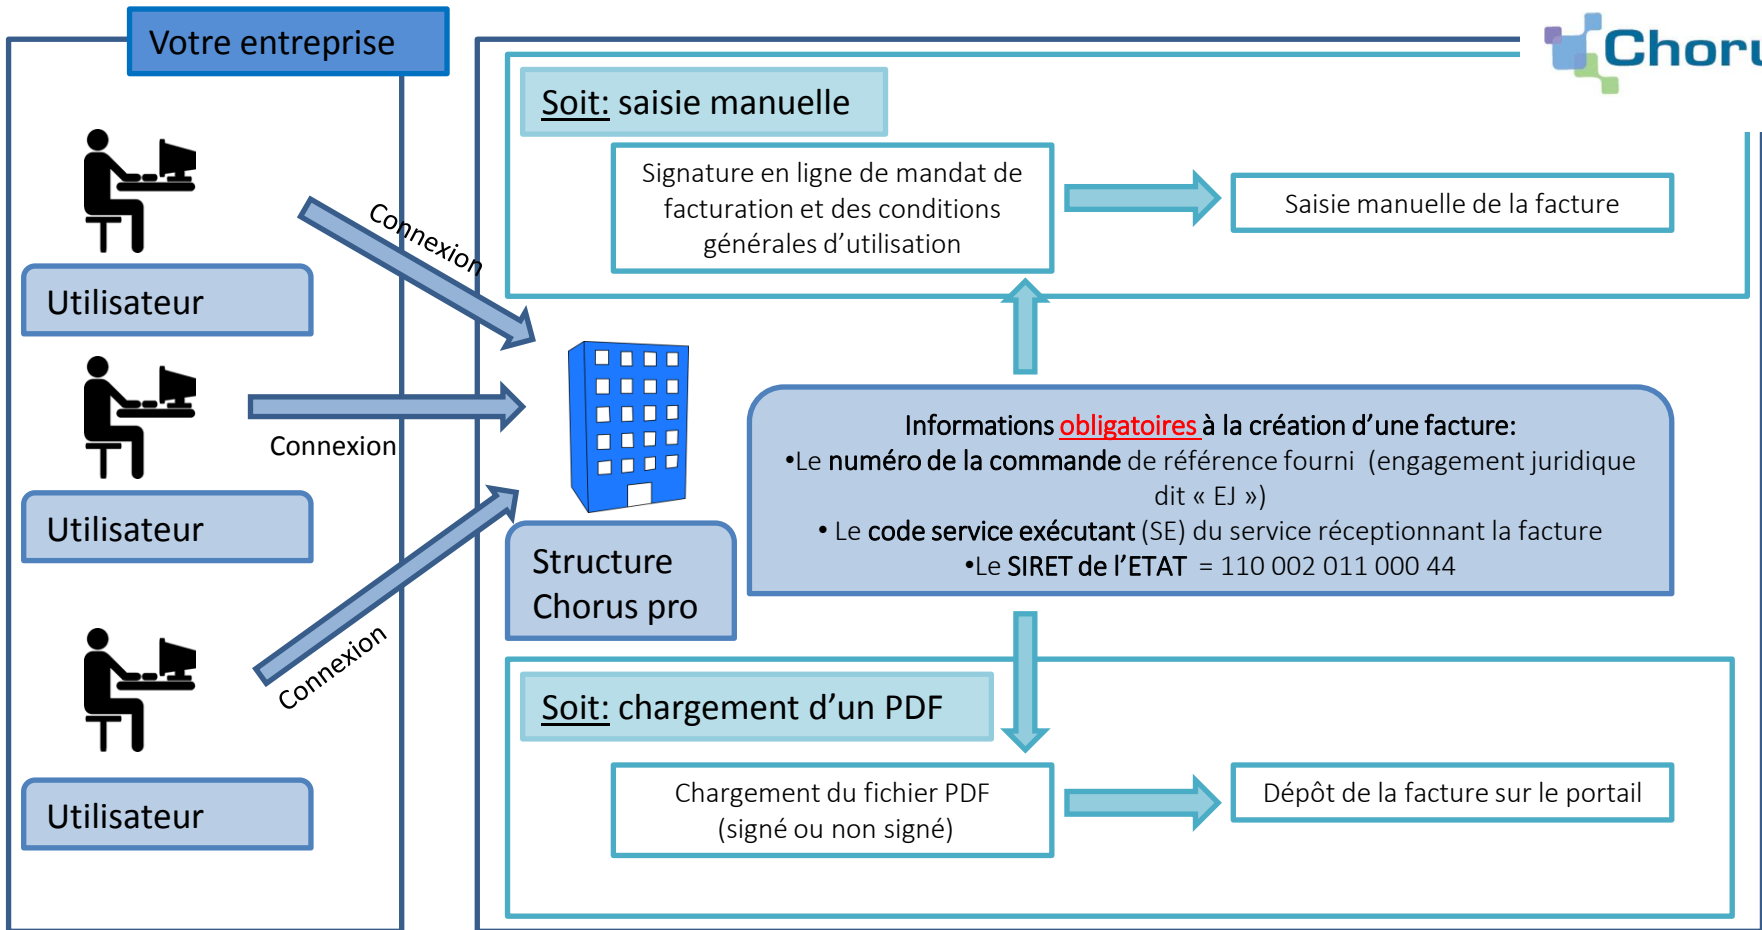 Votre entreprise
Choru
Soit: saisie manuelle
Signature en ligne de mandat de
facturation et des conditions
générales d’utilisation
Saisie manuelle de la facture
Utilisateur
Connexion
Utilisateur
Connexion
Utilisateur
Connexion
Structure
Chorus pro
Informations obligatoires à la création d’une facture:
•Le numéro de la commande de référence fourni (engagement juridique
dit « EJ »)
• Le code service exécutant (SE) du service réceptionnant la facture
•Le SIRET de l’ETAT = 110 002 011 000 44
Soit: chargement d’un PDF
Chargement du fichier PDF
(signé ou non signé)
Dépôt de la facture sur le portail